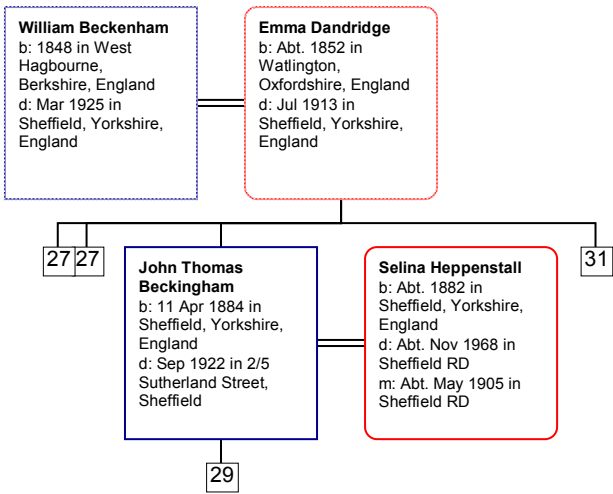 William Beckenham
b: 1848 in West
Hagbourne,
Berkshire, England
d: Mar 1925 in
Sheffield, Yorkshire,
England
Emma Dandridge
b: Abt. 1852 in
Watlington,
Oxfordshire, England
d: Jul 1913 in
Sheffield, Yorkshire,
England
27
27
31
John Thomas
Beckingham
b: 11 Apr 1884 in
Sheffield, Yorkshire,
England
d: Sep 1922 in 2/5
Sutherland Street,
Sheffield
Selina Heppenstall
b: Abt. 1882 in
Sheffield, Yorkshire,
England
d: Abt. Nov 1968 in
Sheffield RD
m: Abt. May 1905 in
Sheffield RD
29